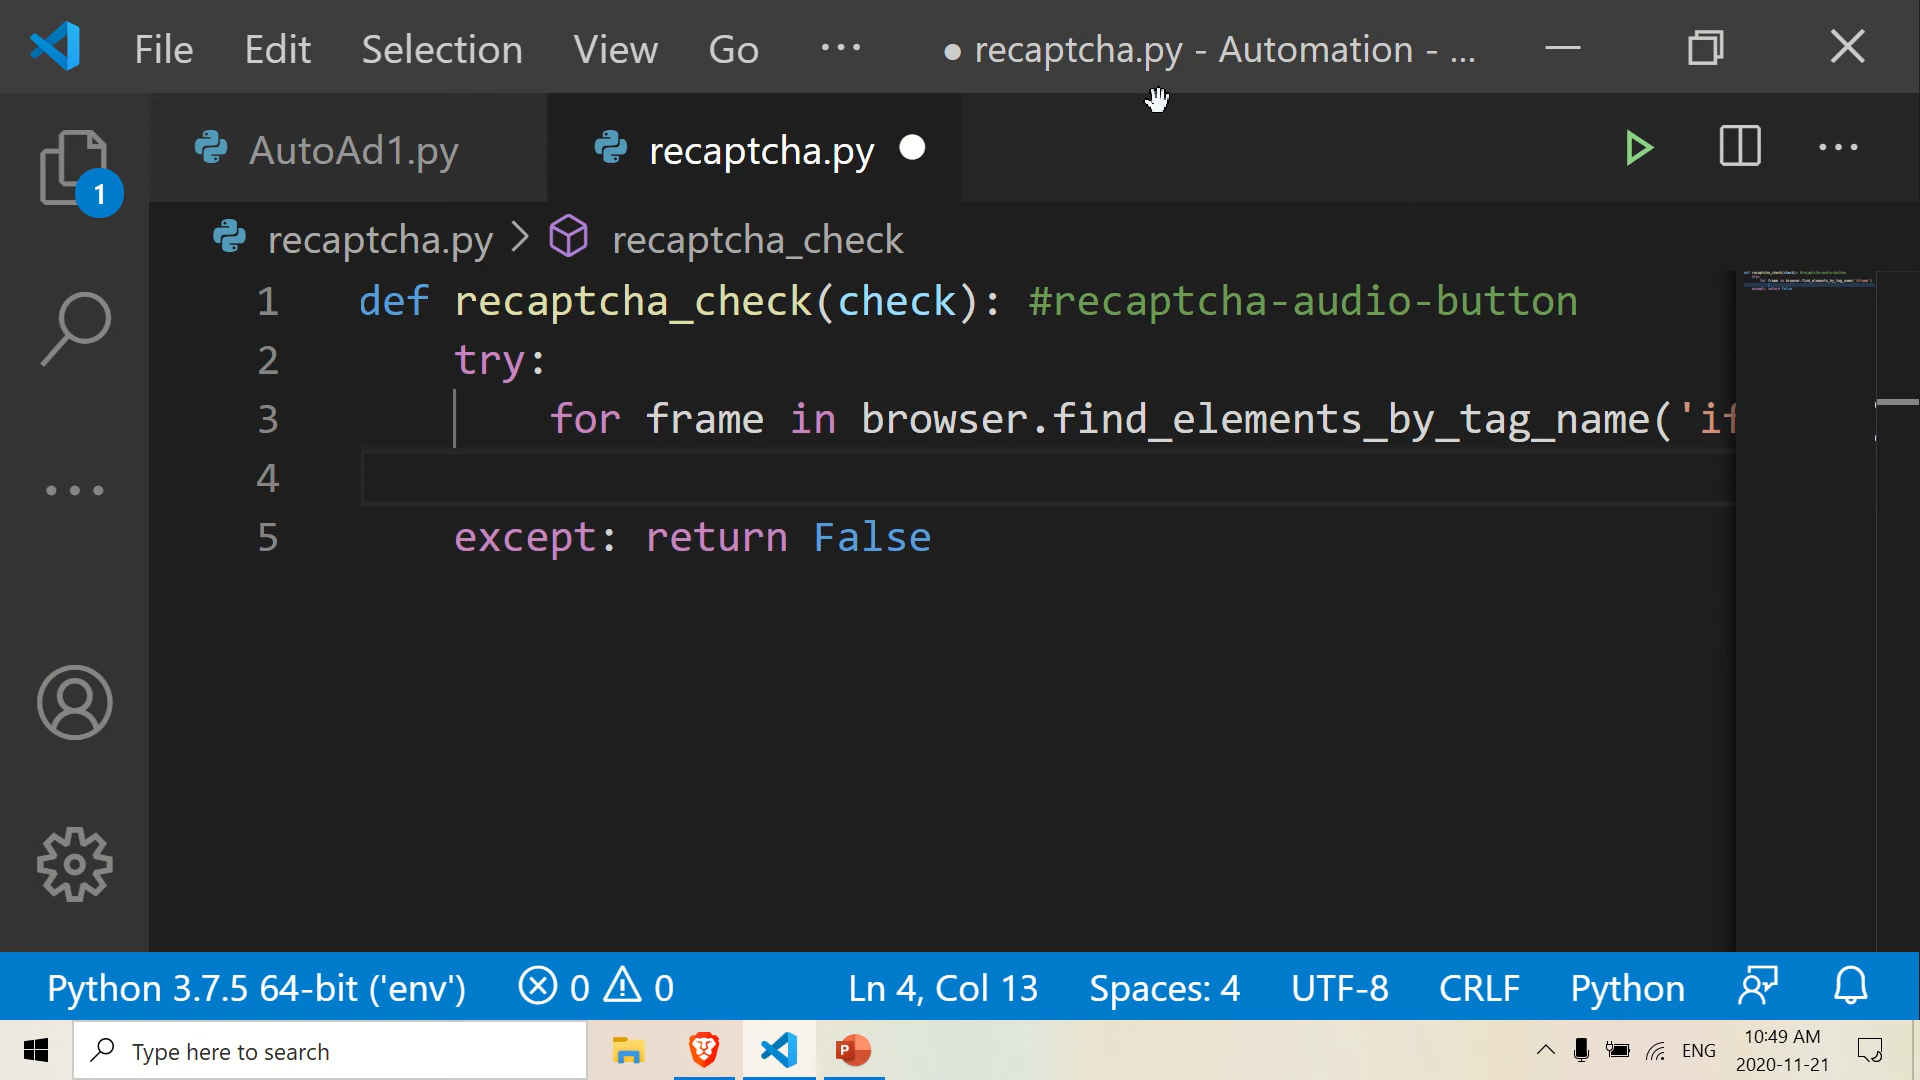 File Edit Selection View Go ··· ● recaptcha.py - Automation - ...
1
AutoAd1.py recaptcha.py
recaptcha.py > recaptcha_check
1 def recaptcha_check(check): #recaptcha-audio-button
2 try:
3 for frame in browser.find_elements_by_tag_name('if
4
5 except: return False
Python 3.7.5 64-bit ('env') 0 0 Ln 4, Col 13 Spaces: 4 UTF-8 CRLF Python
Type here to search
ENG
10:49 AM
2020-11-21